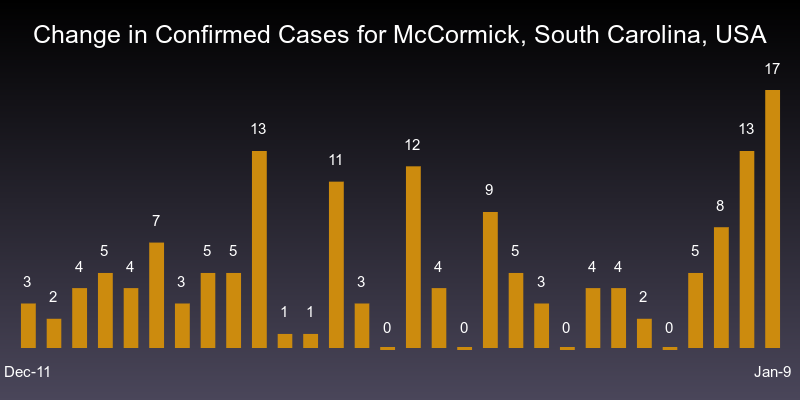 Change in Confirmed Cases for McCormick, South Carolina, USA
3 2 4 5 4 7 3 5 5 13 1 1 11 3 0 12 4 0 9 5 3 0 4 4 2 0 5 8 13 17
Dec-11 Jan-9